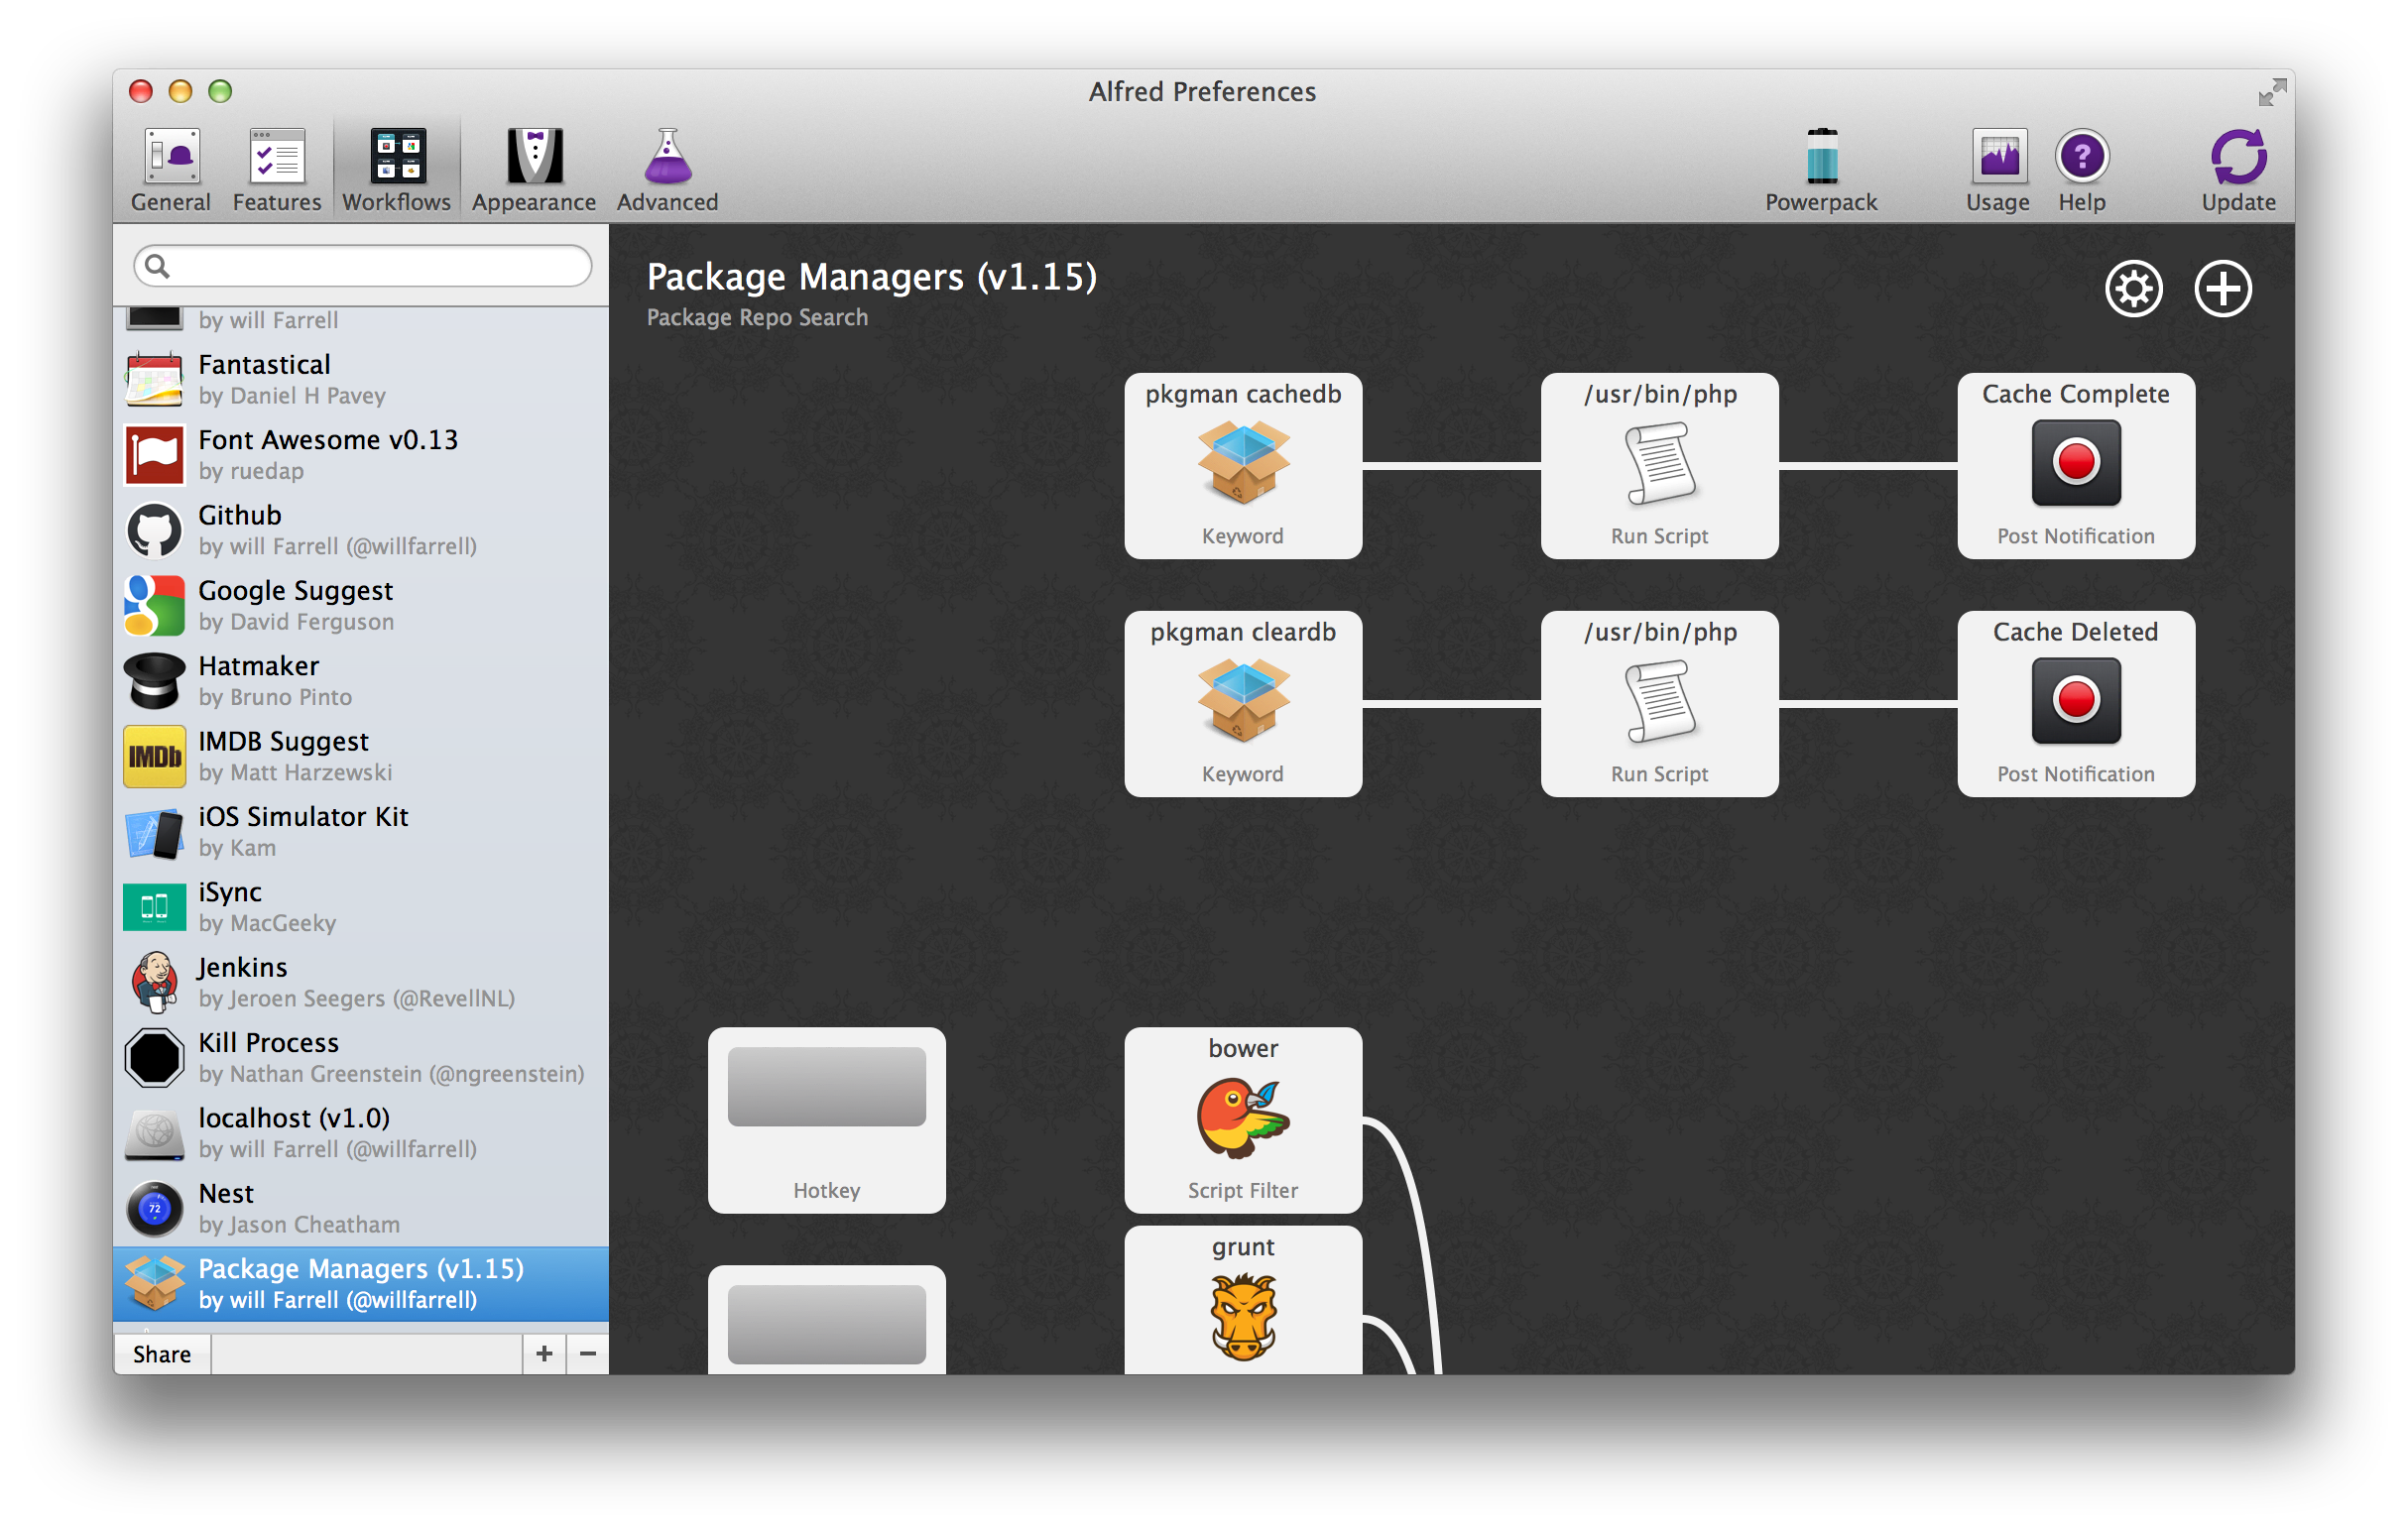 Alfred Preferences
General
Features
Workflows
Appearance
Advanced
Powerpack
Usage
Help
Update
by will Farrell
Fantastical
by Daniel H Pavey
Font Awesome v0.13
by ruedap
Github
by will Farrell (@willfarrell)
Google Suggest
by David Ferguson
Hatmaker
by Bruno Pinto
IMDb
IMDB Suggest
by Matt Harzewski
iOS Simulator Kit
by Kam
iSync
by MacGeeky
Jenkins
by Jeroen Seegers (@RevellNL)
Kill Process
by Nathan Greenstein (@ngreenstein)
localhost (v1.0)
by will Farrell (@willfarrell)
72
Nest
by Jason Cheatham
Package Managers (v1.15)
by will Farrell (@willfarrell)
Share
Package Managers (v1.15)
Package Repo Search
pkgman cachedb
Keyword
/usr/bin/php
Run Script
Cache Complete
Post Notification
pkgman cleardb
Keyword
/usr/bin/php
Run Script
Cache Deleted
Post Notification
Hotkey
bower
Script Filter
grunt